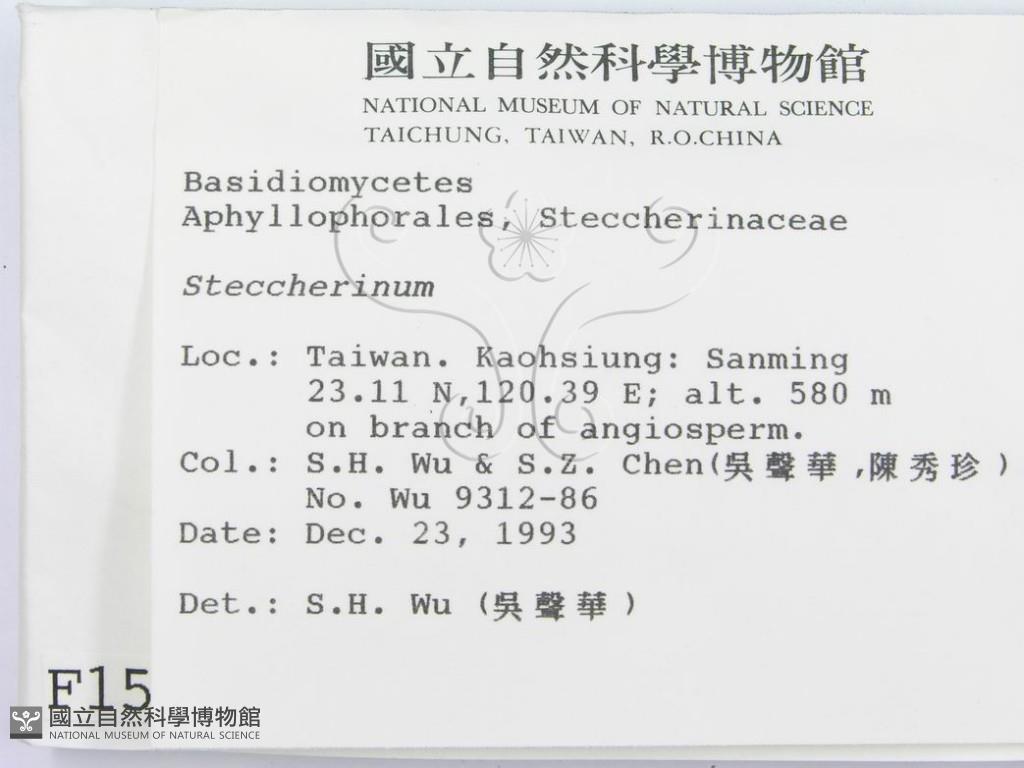 國立自然科學博物館
NATIONAL MUSEUM OF NATURAL SCIENCE
TAICHUNG, TAIWAN, R.O.CHINA
Basidiomycetes
Aphyllophorales, Steccherinaceae
Steccherinum
Loc.: Taiwan. Kaohsiung: Sanming
23.11 N,120.39 E; alt. 580 m
on branch of angiosperm.
Col.: S.H. Wu & S.Z. Chen(吳聲華,陳秀珍)
No. Wu 9312-86
Date: Dec. 23, 1993
Det.: S.H. Wu (吳聲華)
F15
國立自然科學博物館
NATIONAL MUSEUM OF NATURAL SCIENCE